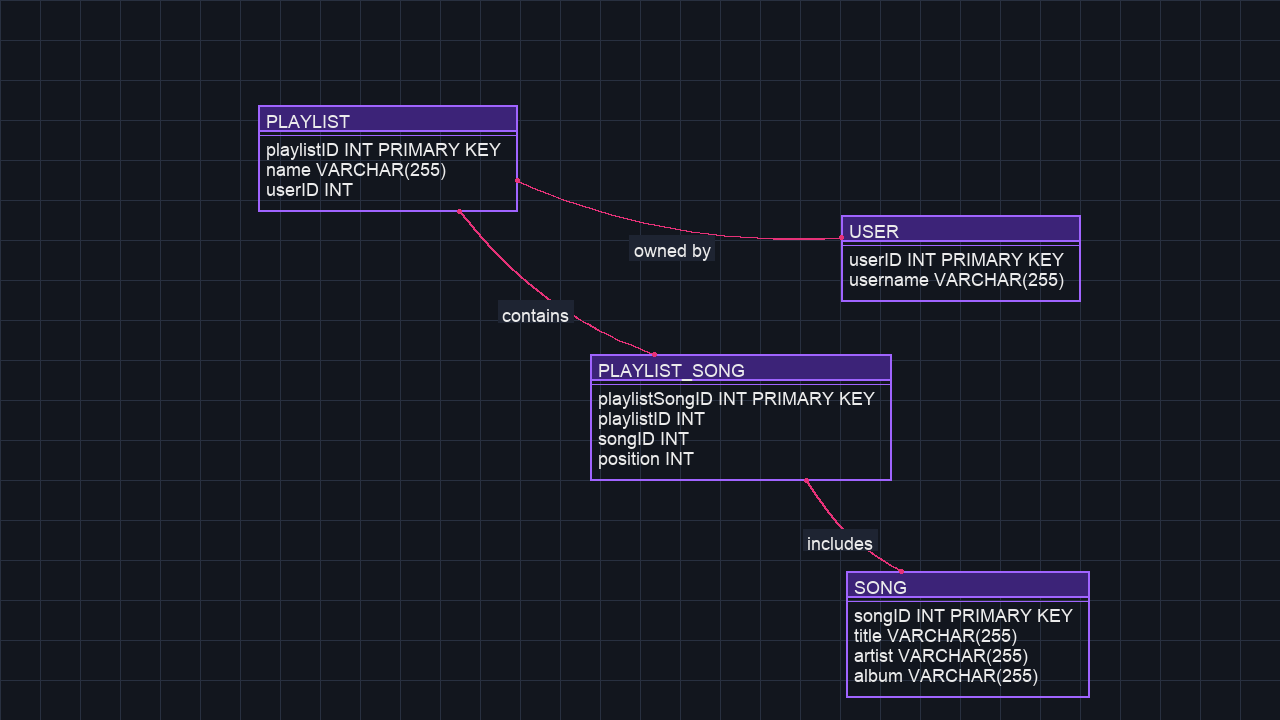 PLAYLIST
playlistID INT PRIMARY KEY
name VARCHAR(255)
userID INT
owned by
USER
userID INT PRIMARY KEY
username VARCHAR(255)
contains
PLAYLIST_SONG
playlistSongID INT PRIMARY KEY
playlistID INT
songID INT
position INT
includes
SONG
songID INT PRIMARY KEY
title VARCHAR(255)
artist VARCHAR(255)
album VARCHAR(255)